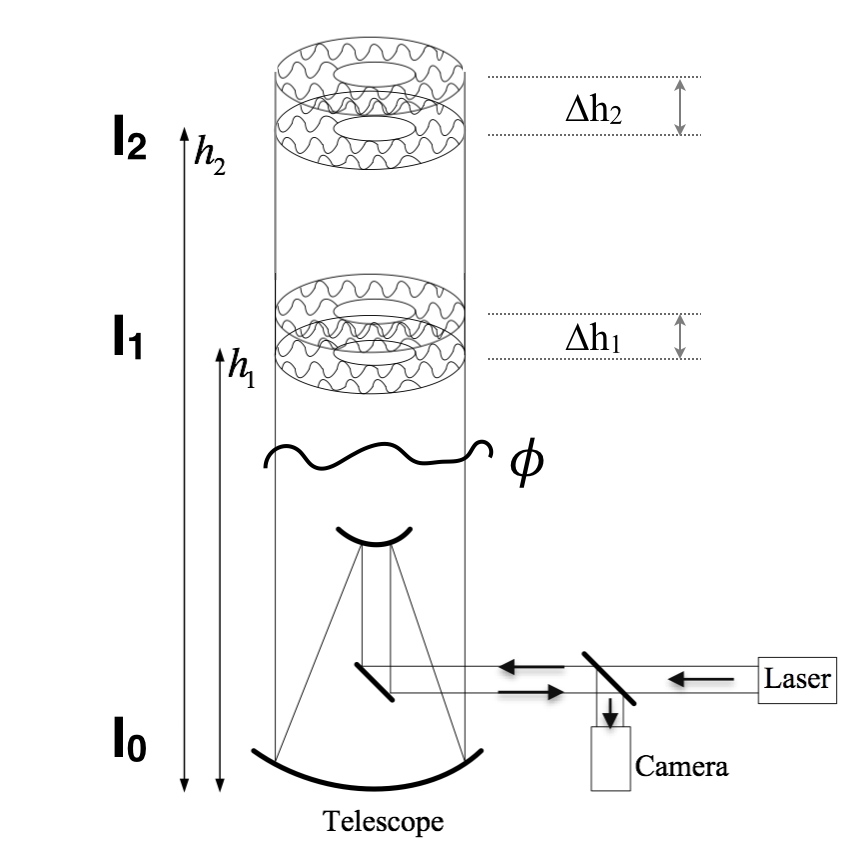 Δh₂
I₂
h₂
I₁
Δh₁
h₁
ϕ
Laser
I₀
Camera
Telescope